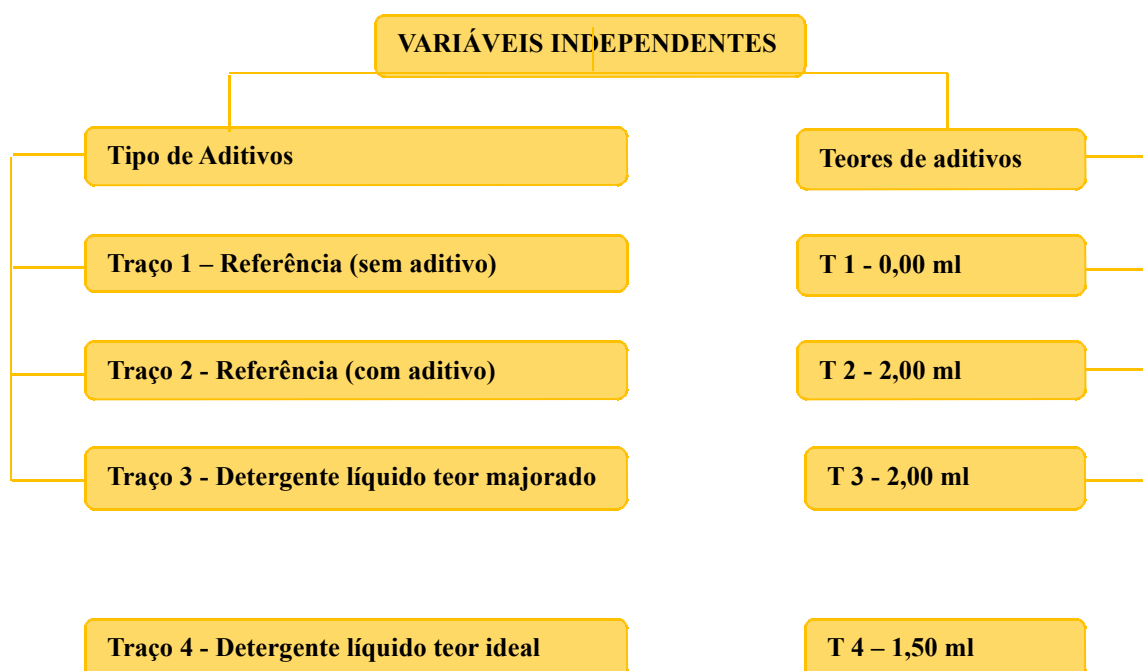 VARIÁVEIS INDEPENDENTES
Tipo de Aditivos
Teores de aditivos
Traço 1 – Referência (sem aditivo)
T 1 - 0,00 ml
Traço 2 - Referência (com aditivo)
T 2 - 2,00 ml
Traço 3 - Detergente líquido teor majorado
T 3 - 2,00 ml
Traço 4 - Detergente líquido teor ideal
T 4 – 1,50 ml